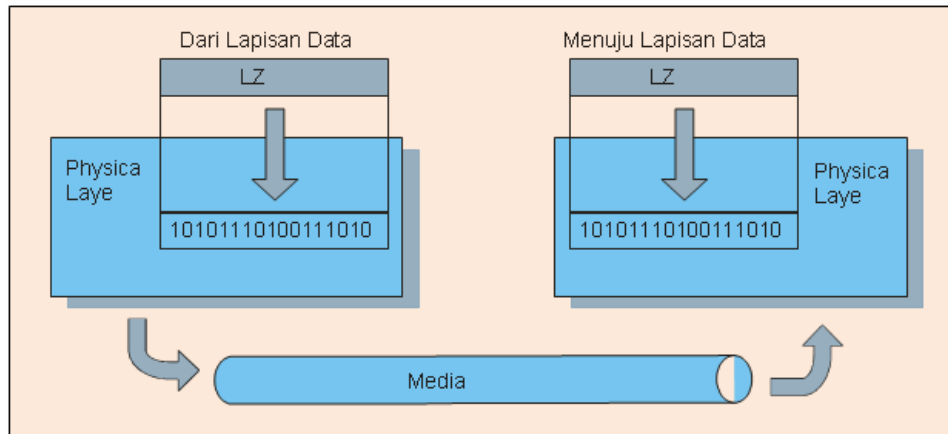 Dari Lapisan Data
LZ
Physica
Laye
10101110100111010
Menuju Lapisan Data
LZ
Physica
Laye
10101110100111010
Media